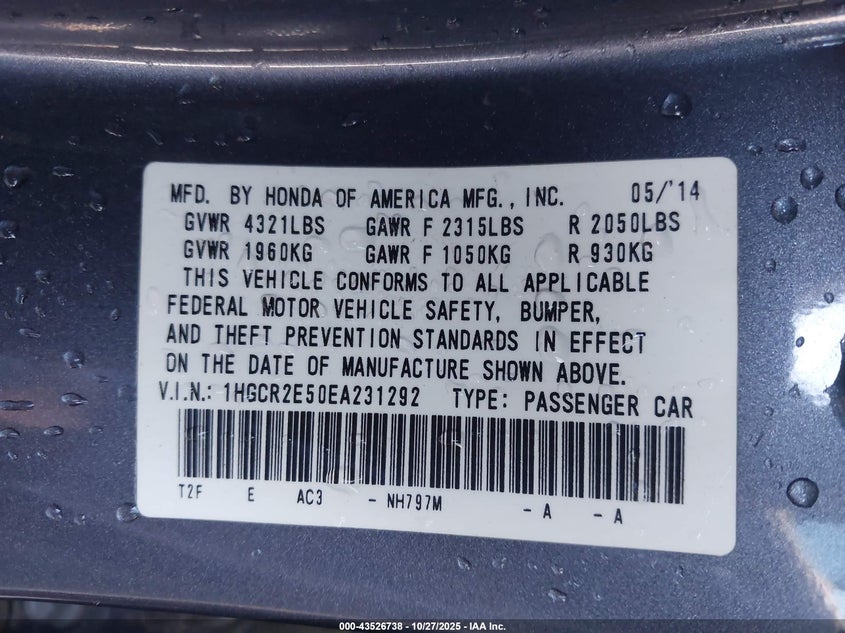 MFD. BY HONDA OF AMERICA MFG., INC. 05/'14
GVWR 4321LBS GAWR F 2315LBS R 2050LBS
GVWR 1960KG GAWR F 1050KG R 930KG
THIS VEHICLE CONFORMS TO ALL APPLICABLE
FEDERAL MOTOR VEHICLE SAFETY, BUMPER,
AND THEFT PREVENTION STANDARDS IN EFFECT
ON THE DATE OF MANUFACTURE SHOWN ABOVE.
V.I.N.: 1HGCR2E50EA231292 TYPE: PASSENGER CAR
T2F E AC3 - NH797M - A - A
000-43526738 | 10/27/2025 - IAA Inc.